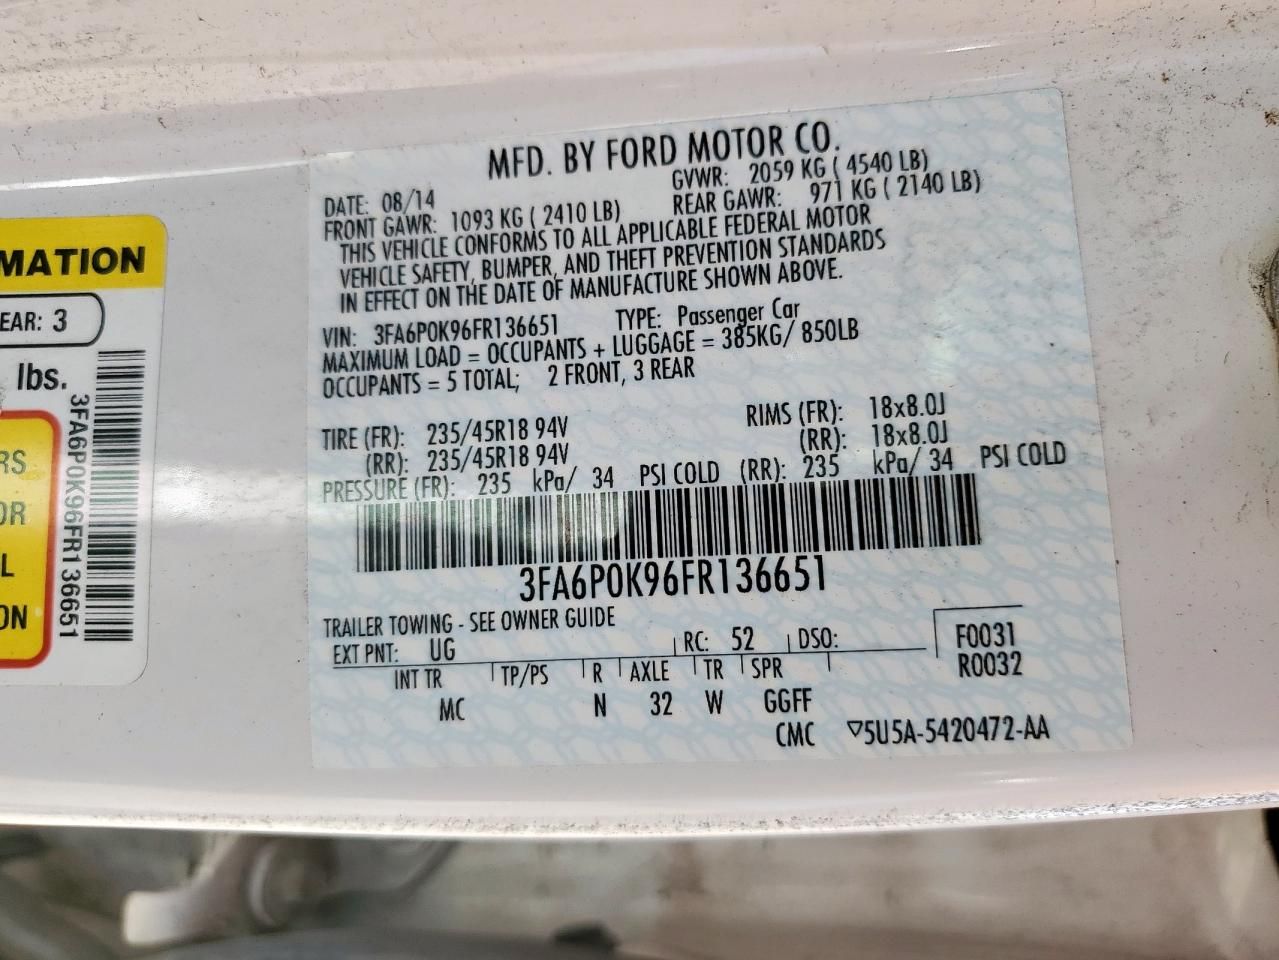 MATION
EAR: 3
lbs.
3FA6P0K96FR136651
RS
OR
L
ON
MFD. BY FORD MOTOR CO.
DATE: 08/14 GVWR: 2059 KG ( 4540 LB)
FRONT GAWR: 1093 KG ( 2410 LB) REAR GAWR: 971 KG ( 2140 LB)
THIS VEHICLE CONFORMS TO ALL APPLICABLE FEDERAL MOTOR
VEHICLE SAFETY, BUMPER, AND THEFT PREVENTION STANDARDS
IN EFFECT ON THE DATE OF MANUFACTURE SHOWN ABOVE.
VIN: 3FA6P0K96FR136651 TYPE: Passenger Car
MAXIMUM LOAD = OCCUPANTS + LUGGAGE = 385KG/ 850LB
OCCUPANTS = 5 TOTAL; 2 FRONT, 3 REAR
TIRE (FR): 235/45R18 94V RIMS (FR): 18x8.0J
(RR): 235/45R18 94V (RR): 18x8.0J
PRESSURE (FR): 235 kPa/ 34 PSI COLD (RR): 235 kPa/ 34 PSI COLD
3FA6P0K96FR136651
TRAILER TOWING - SEE OWNER GUIDE
EXT PNT: UG RC: 52 DSO: F0031
R0032
INT TR TP/PS R AXLE TR SPR
MC N 32 W GGFF
CMC ▽5U5A-5420472-AA